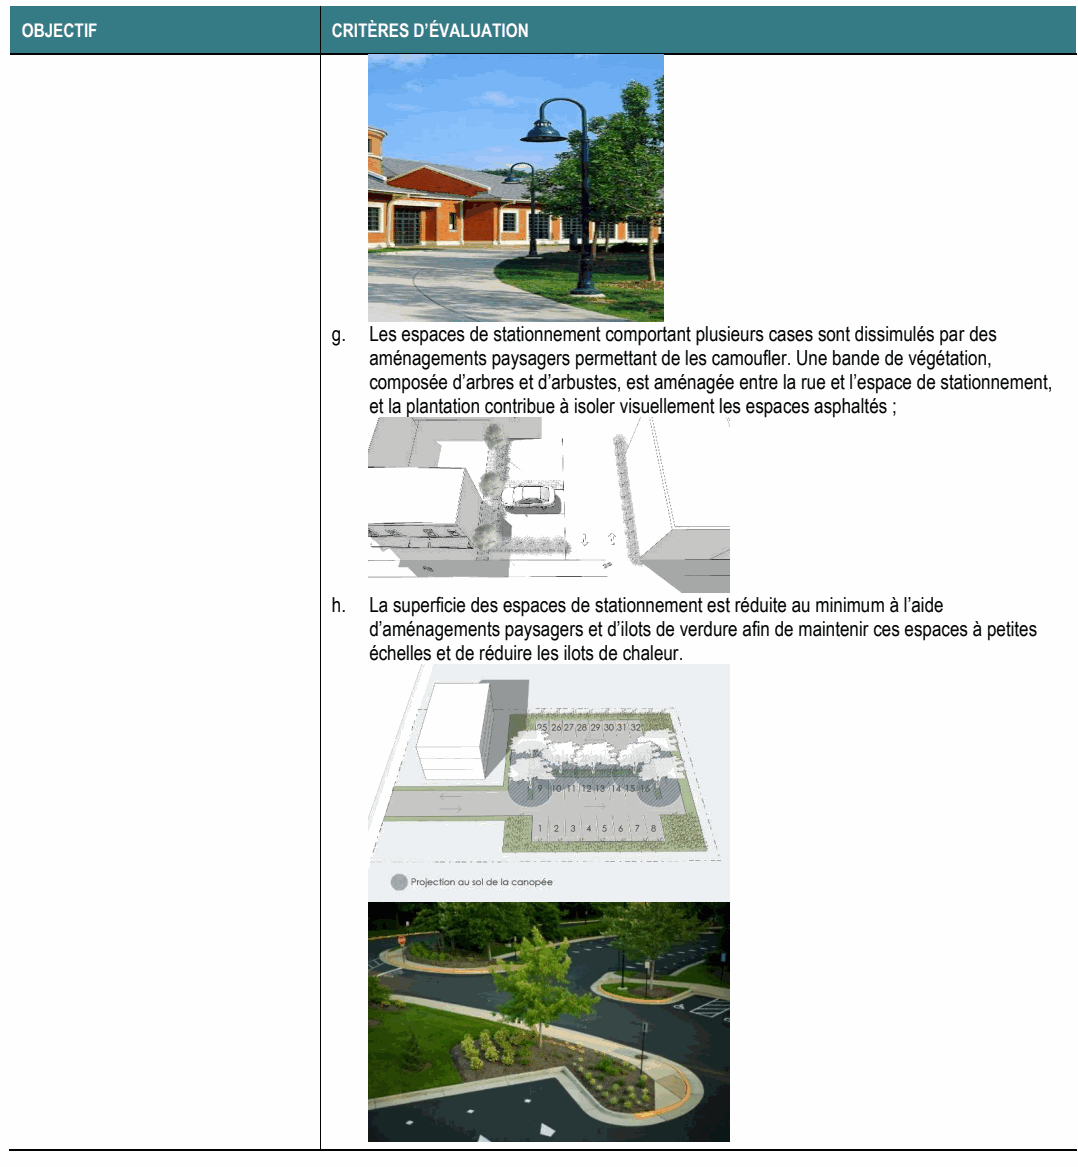 OBJECTIF
CRITÈRES D'ÉVALUATION
g. Les espaces de stationnement comportant plusieurs cases sont dissimulés par des
aménagements paysagers permettant de les camoufler. Une bande de végétation,
composée d'arbres et d'arbustes, est aménagée entre la rue et l'espace de stationnement,
et la plantation contribue à isoler visuellement les espaces asphaltés ;
h. La superficie des espaces de stationnement est réduite au minimum à l'aide
d'aménagements paysagers et d'ilots de verdure afin de maintenir ces espaces à petites
échelles et de réduire les ilots de chaleur.
25 26 27 28 29 30 31 32
9 10 11 12 13 14 15 16
1 2 3 4 5 6 7 8
Projection au sol de la canopée